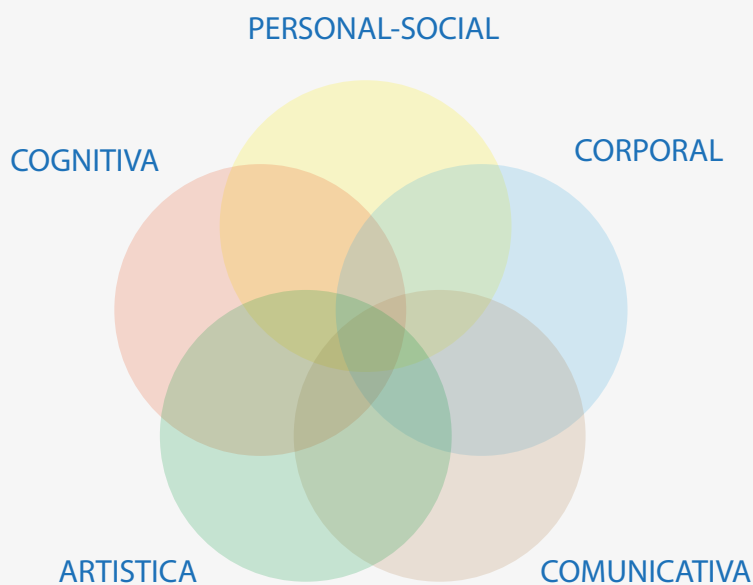 PERSONAL-SOCIAL
COGNITIVA
CORPORAL
ARTISTICA
COMUNICATIVA